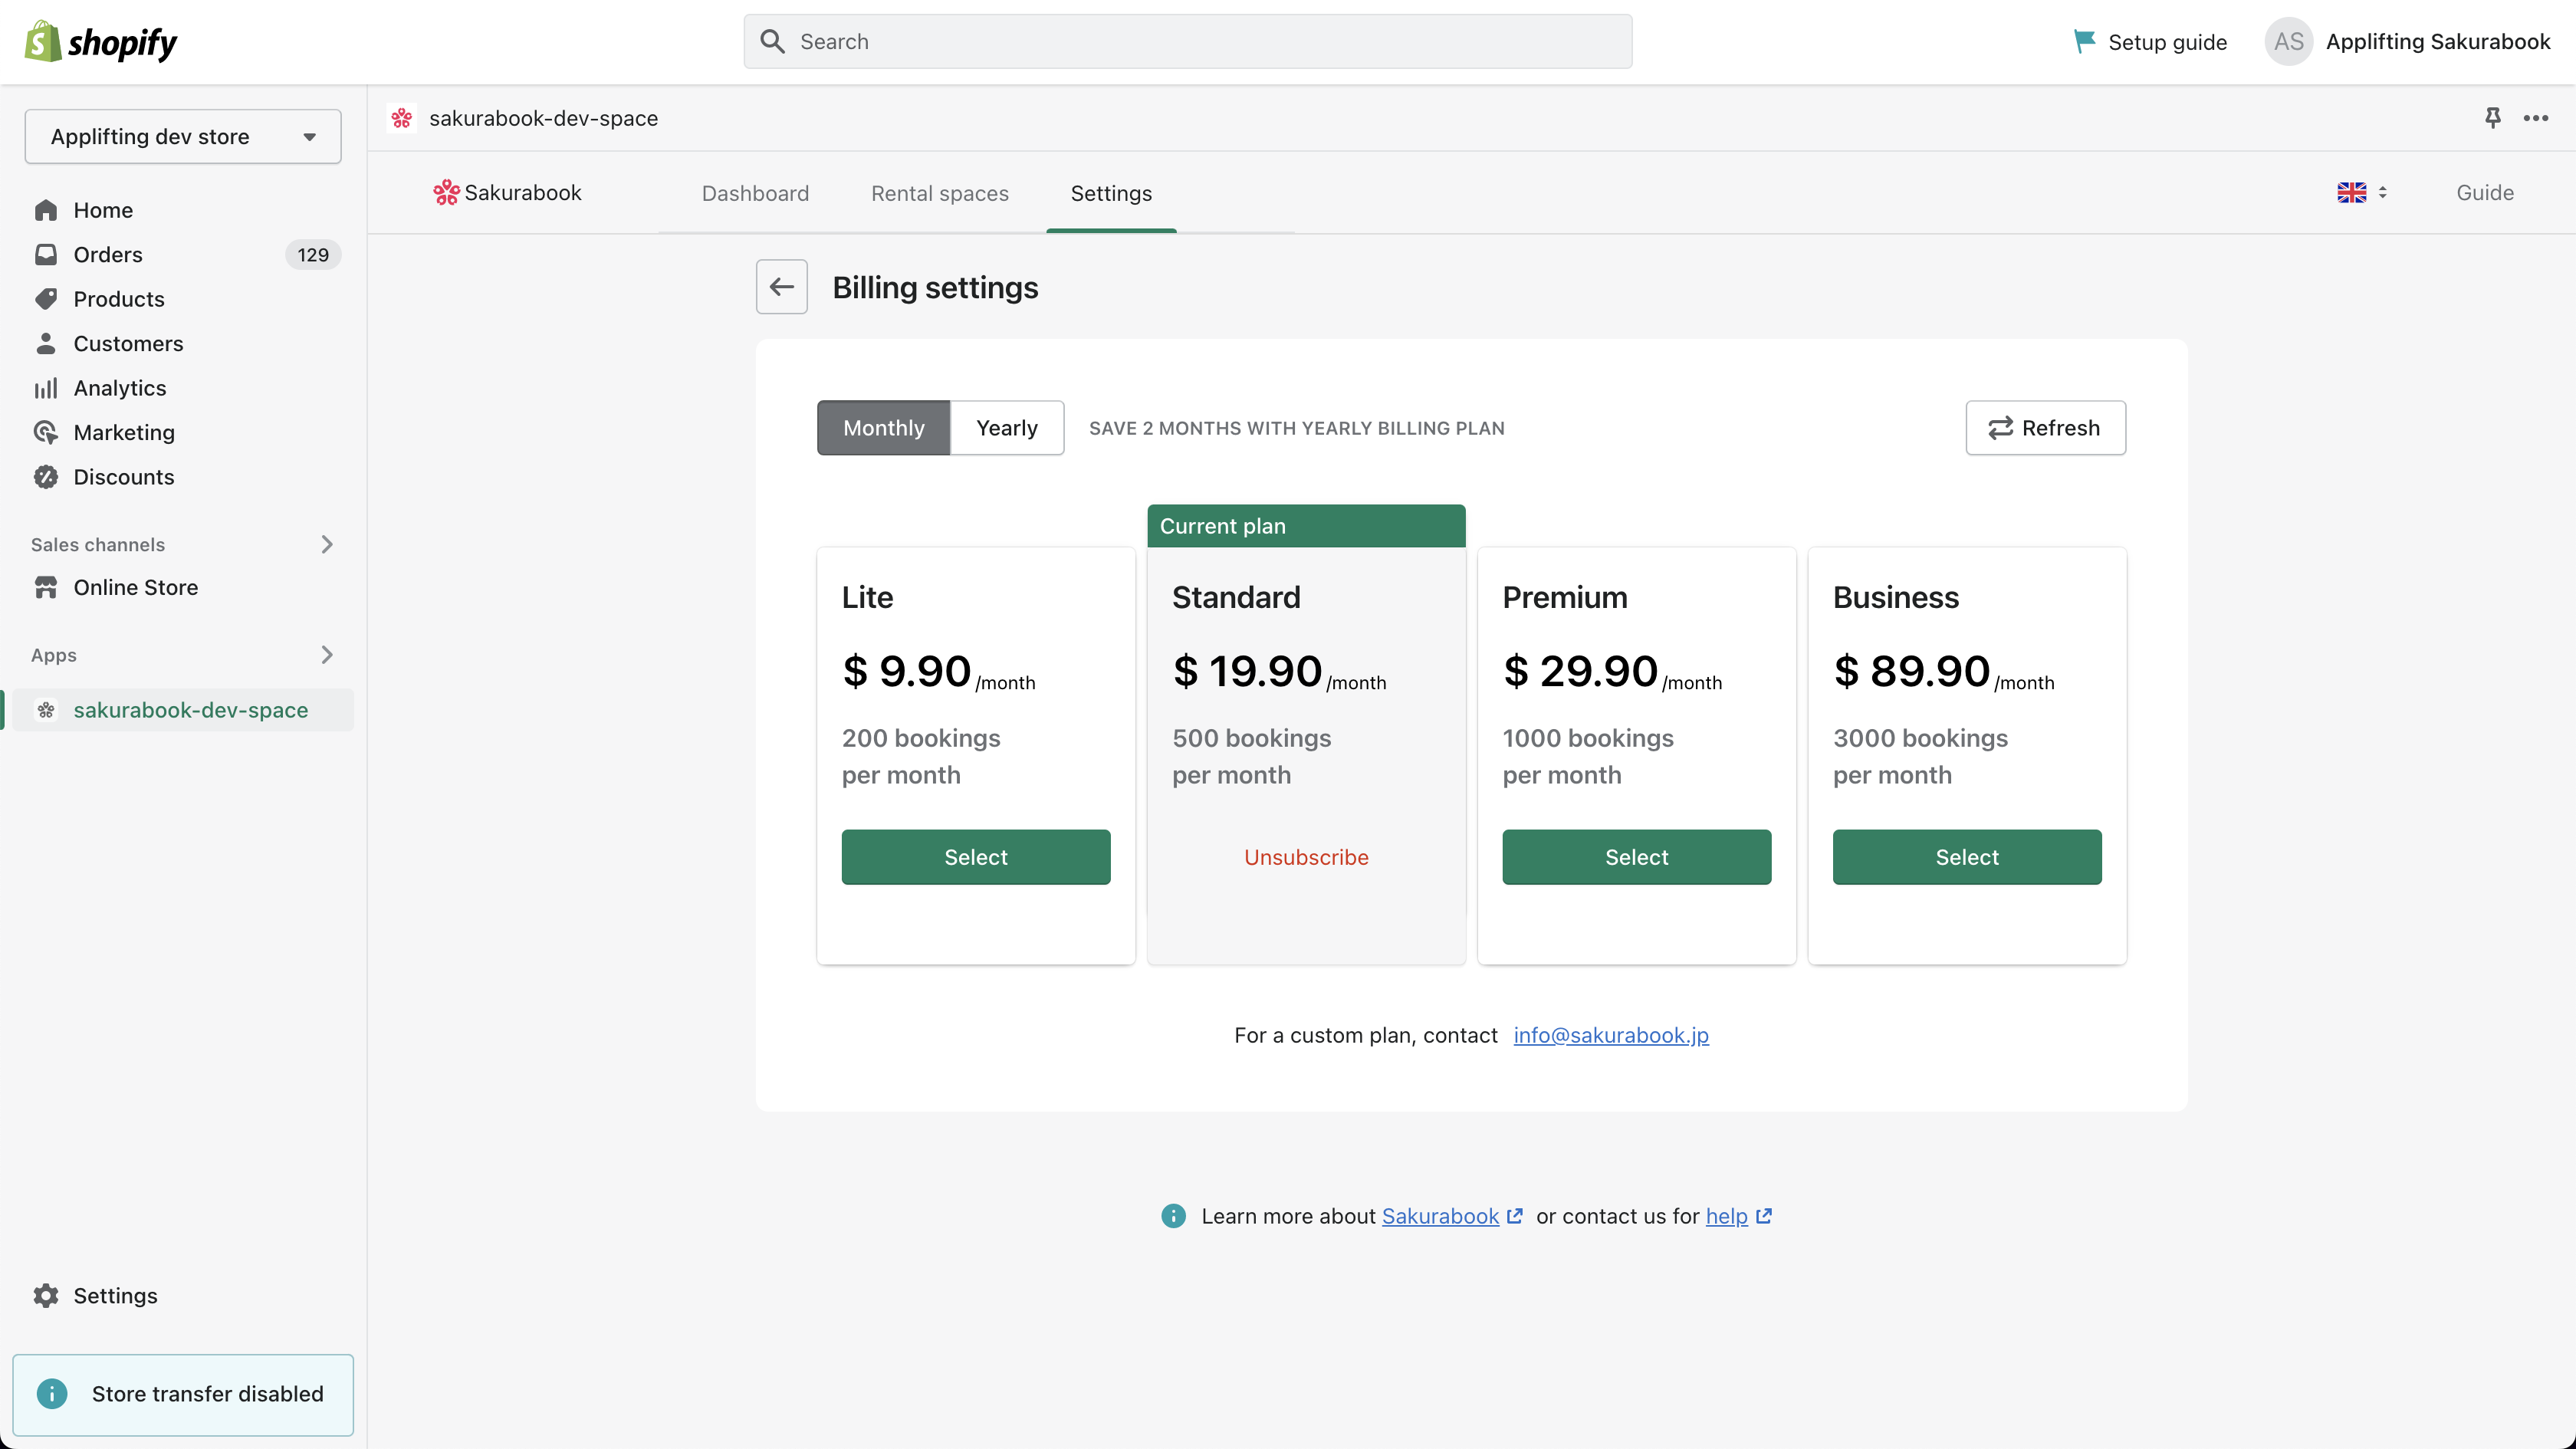 shopify
Search
Setup guide
AS
Applifting Sakurabook
Applifting dev store
Home
Orders
129
Products
Customers
Analytics
Marketing
Discounts
Sales channels
Online Store
Apps
sakurabook-dev-space
Settings
Store transfer disabled
sakurabook-dev-space
Sakurabook
Dashboard
Rental spaces
Settings
Guide
Billing settings
Monthly
Yearly
SAVE 2 MONTHS WITH YEARLY BILLING PLAN
Refresh
Lite
$ 9.90 /month
200 bookings
per month
Select
Current plan
Standard
$ 19.90 /month
500 bookings
per month
Unsubscribe
Premium
$ 29.90 /month
1000 bookings
per month
Select
Business
$ 89.90 /month
3000 bookings
per month
Select
For a custom plan, contact info@sakurabook.jp
Learn more about Sakurabook or contact us for help